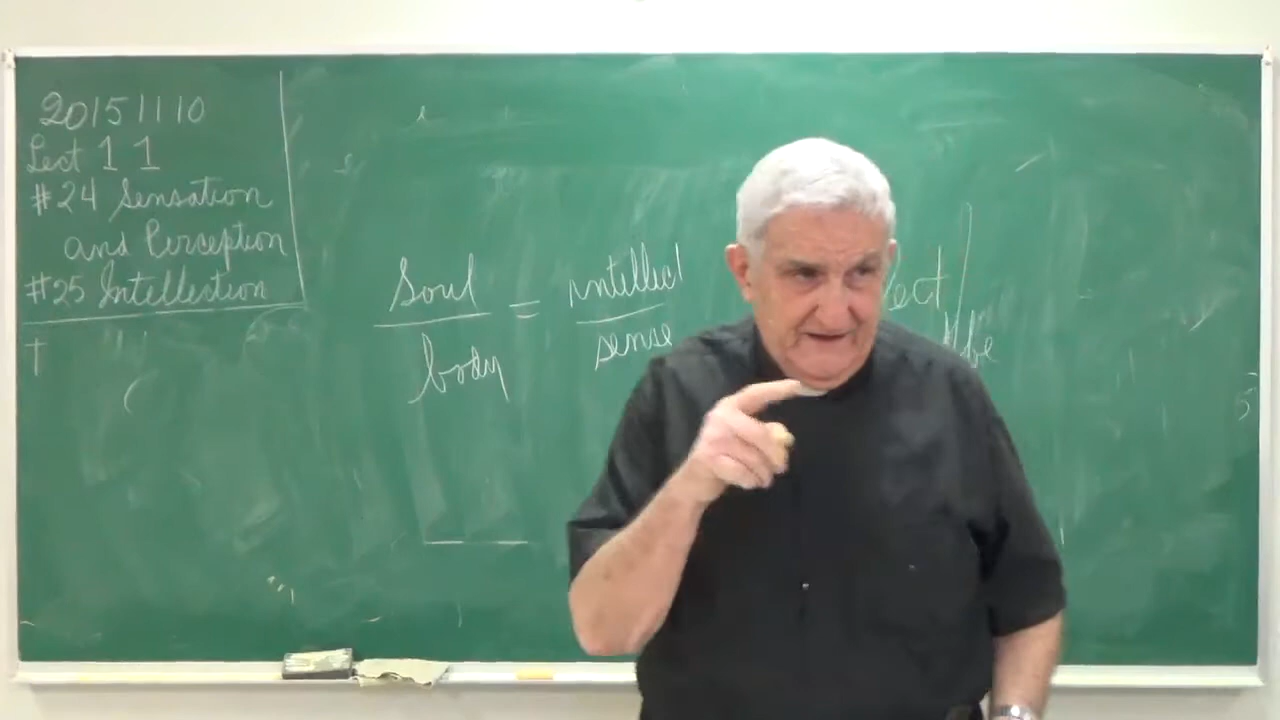 20151110
Lect 11
#24 Sensation
and Perception
#25 Intellection
Soul = intellect
body sense